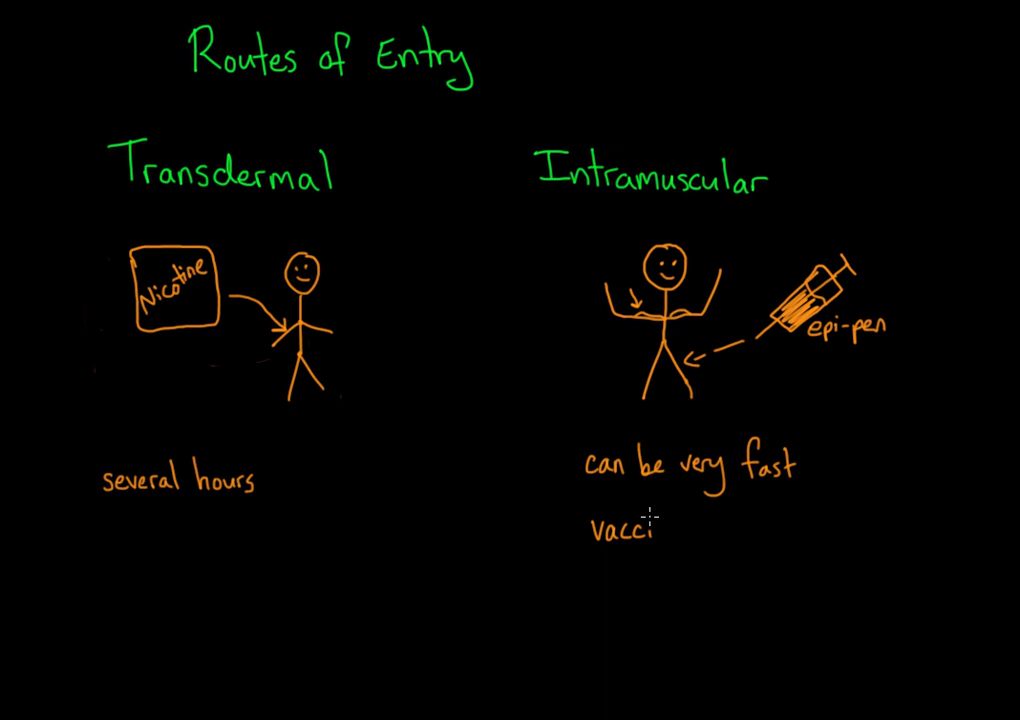 Routes of Entry
Transdermal
Intramuscular
Nicotine
epi-pen
several hours
can be very fast
vacci